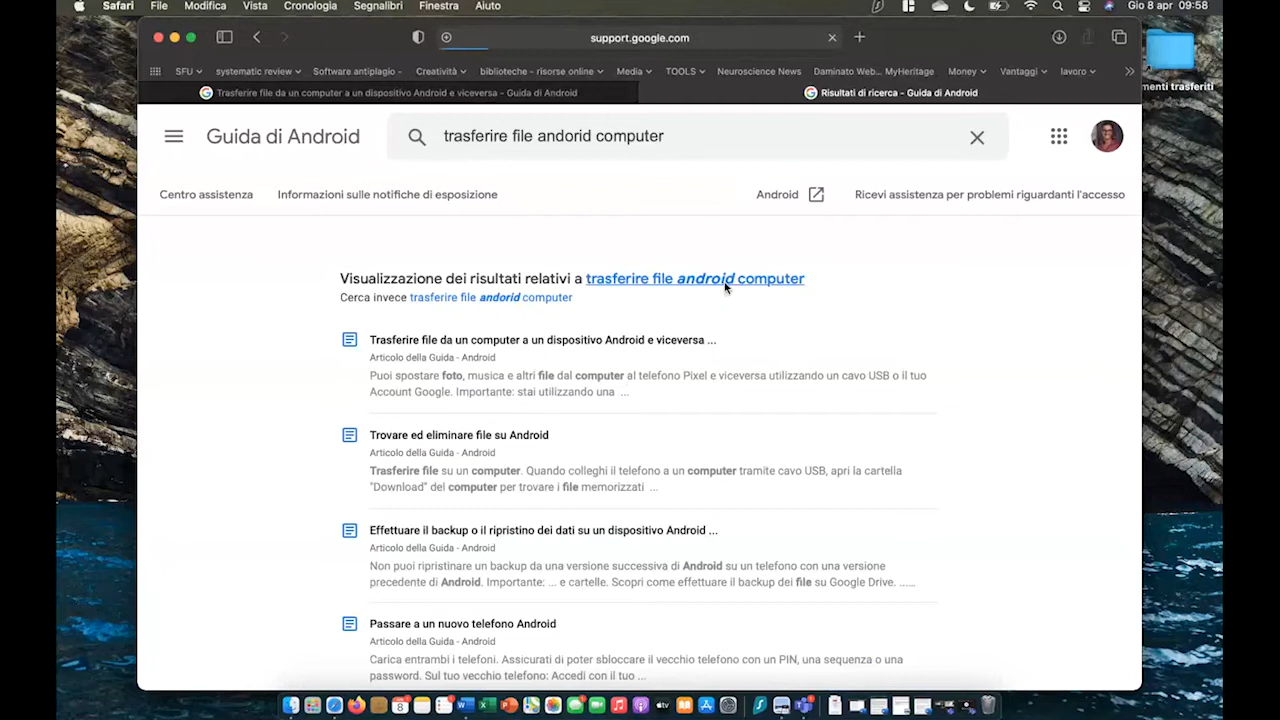 Safari File Modifica Vista Cronologia Segnalibri Finestra Aiuto Gio 8 apr 09:58
support.google.com
SFU systematic review Software antiplagio - Creatività biblioteche - risorse online Media TOOLS Neuroscience News Daminato Web... MyHeritage Money Vantaggi lavoro
menti trasferiti
Trasferire file da un computer a un dispositivo Android e viceversa - Guida di Android
Risultati di ricerca - Guida di Android
Guida di Android
trasferire file andorid computer
Centro assistenza Informazioni sulle notifiche di esposizione Android Ricevi assistenza per problemi riguardanti l'accesso
Visualizzazione dei risultati relativi a trasferire file android computer
Cerca invece trasferire file andorid computer
Trasferire file da un computer a un dispositivo Android e viceversa ...
Articolo della Guida - Android
Puoi spostare foto, musica e altri file dal computer al telefono Pixel e viceversa utilizzando un cavo USB o il tuo
Account Google. Importante: stai utilizzando una ...
Trovare ed eliminare file su Android
Articolo della Guida - Android
Trasferire file su un computer. Quando colleghi il telefono a un computer tramite cavo USB, apri la cartella
"Download" del computer per trovare i file memorizzati ...
Effettuare il backup o il ripristino dei dati su un dispositivo Android ...
Articolo della Guida - Android
Non puoi ripristinare un backup da una versione successiva di Android su un telefono con una versione
precedente di Android. Importante: ... e cartelle. Scopri come effettuare il backup dei file su Google Drive. ......
Passare a un nuovo telefono Android
Articolo della Guida - Android
Carica entrambi i telefoni. Assicurati di poter sbloccare il vecchio telefono con un PIN, una sequenza o una
password. Sul tuo vecchio telefono: Accedi con il tuo ...